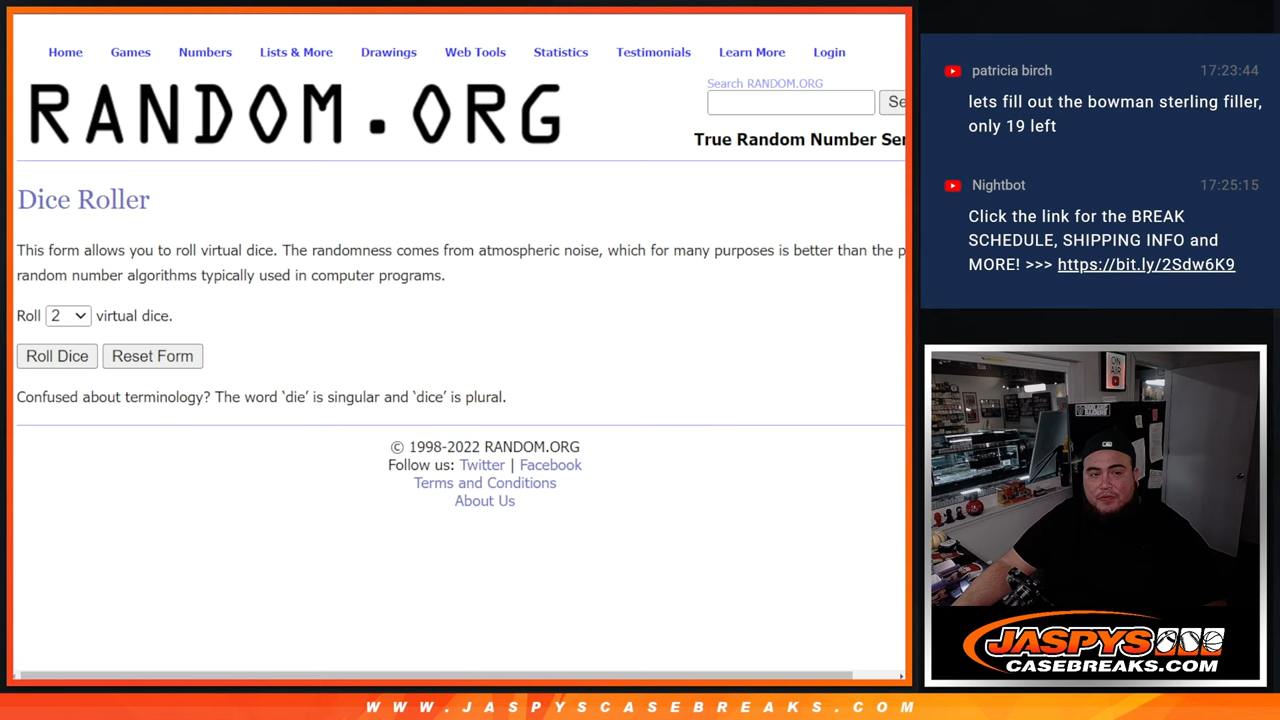 Home Games Numbers Lists & More Drawings Web Tools Statistics Testimonials Learn More Login
RANDOM.ORG
Search RANDOM.ORG
Se
True Random Number Ser
Dice Roller
This form allows you to roll virtual dice. The randomness comes from atmospheric noise, which for many purposes is better than the p
random number algorithms typically used in computer programs.
Roll 2 virtual dice.
Roll Dice Reset Form
Confused about terminology? The word ‘die’ is singular and ‘dice’ is plural.
© 1998-2022 RANDOM.ORG
Follow us: Twitter | Facebook
Terms and Conditions
About Us
patricia birch 17:23:44
lets fill out the bowman sterling filler,
only 19 left
Nightbot 17:25:15
Click the link for the BREAK
SCHEDULE, SHIPPING INFO and
MORE! >>> https://bit.ly/2Sdw6K9
ON
AIR
JASPYS
CASEBREAKS.COM
WWW.JASPYSCASEBREAKS.COM